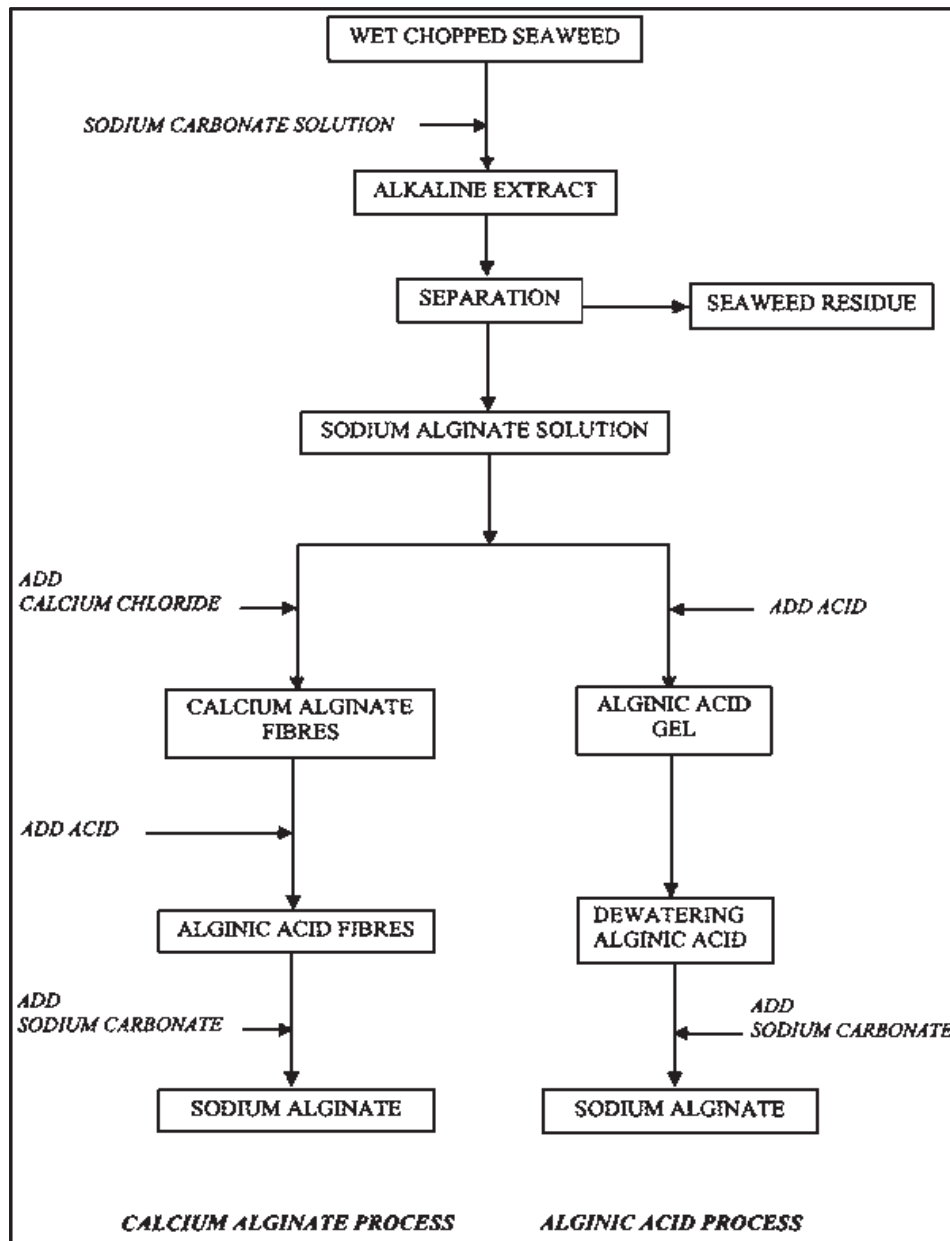 WET CHOPPED SEAWEED
SODIUM CARBONATE SOLUTION
ALKALINE EXTRACT
SEPARATION
SEAWEED RESIDUE
SODIUM ALGINATE SOLUTION
ADD
CALCIUM CHLORIDE
ADD ACID
CALCIUM ALGINATE
FIBRES
ALGINIC ACID
GEL
ADD ACID
ALGINIC ACID FIBRES
DEWATERING
ALGINIC ACID
ADD
SODIUM CARBONATE
ADD
SODIUM CARBONATE
SODIUM ALGINATE
SODIUM ALGINATE
CALCIUM ALGINATE PROCESS
ALGINIC ACID PROCESS